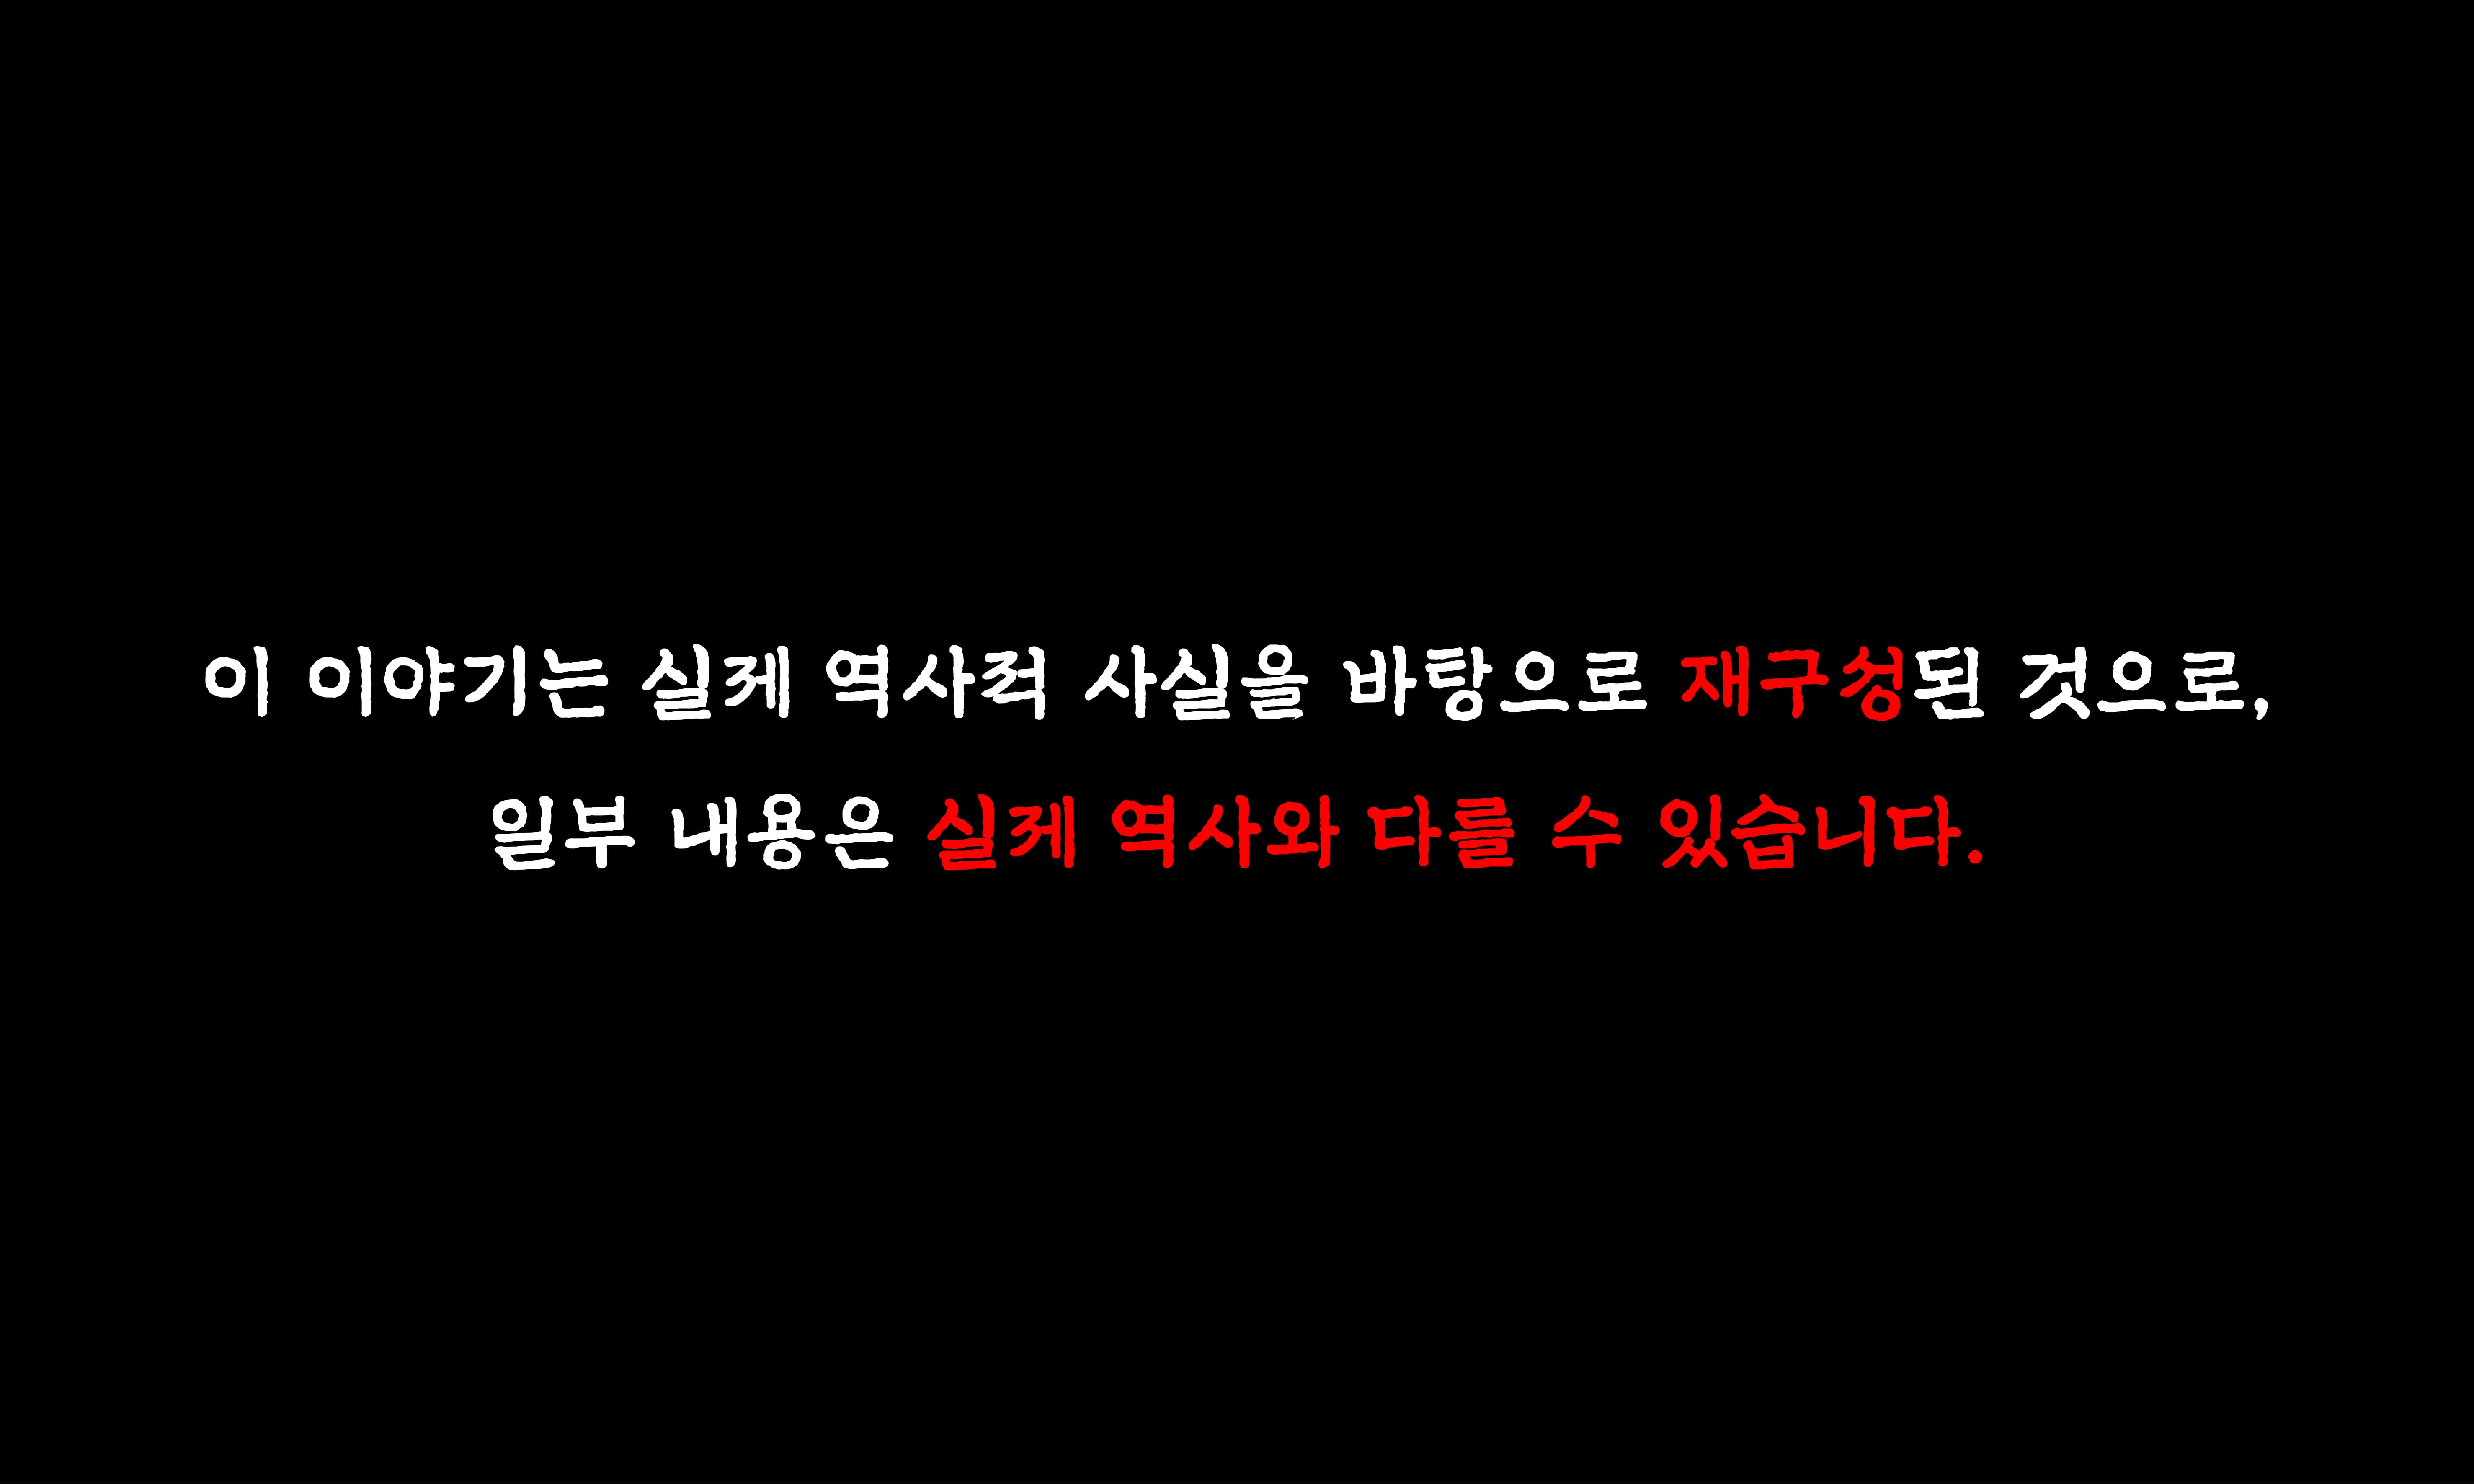 이 이야기는 실제 역사적 사실을 바탕으로 재구성된 것으로,
일부 내용은 실제 역사와 다를 수 있습니다.